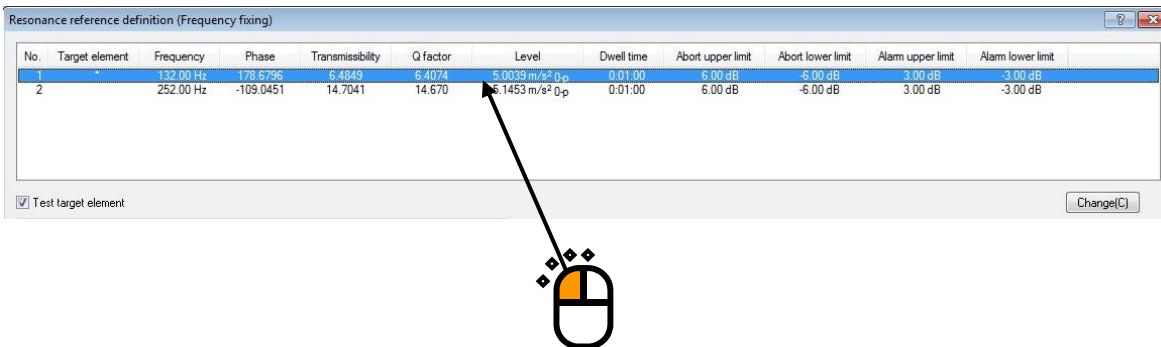 Resonance reference definition (Frequency fixing)
No. Target element Frequency Phase Transmissibility Q factor Level Dwell time Abort upper limit Abort lower limit Alarm upper limit Alarm lower limit
1 * 132.00 Hz 178.6796 6.4849 6.4074 5.0039 m/s² 0-p 0:01:00 6.00 dB -6.00 dB 3.00 dB -3.00 dB
2 252.00 Hz -109.0451 14.7041 14.670 5.1453 m/s² 0-p 0:01:00 6.00 dB -6.00 dB 3.00 dB -3.00 dB
Test target element
Change(C)